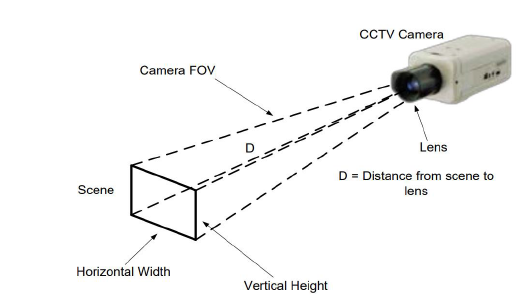 CCTV Camera
Camera FOV
D
Lens
Scene
D = Distance from scene to
lens
Horizontal Width
Vertical Height